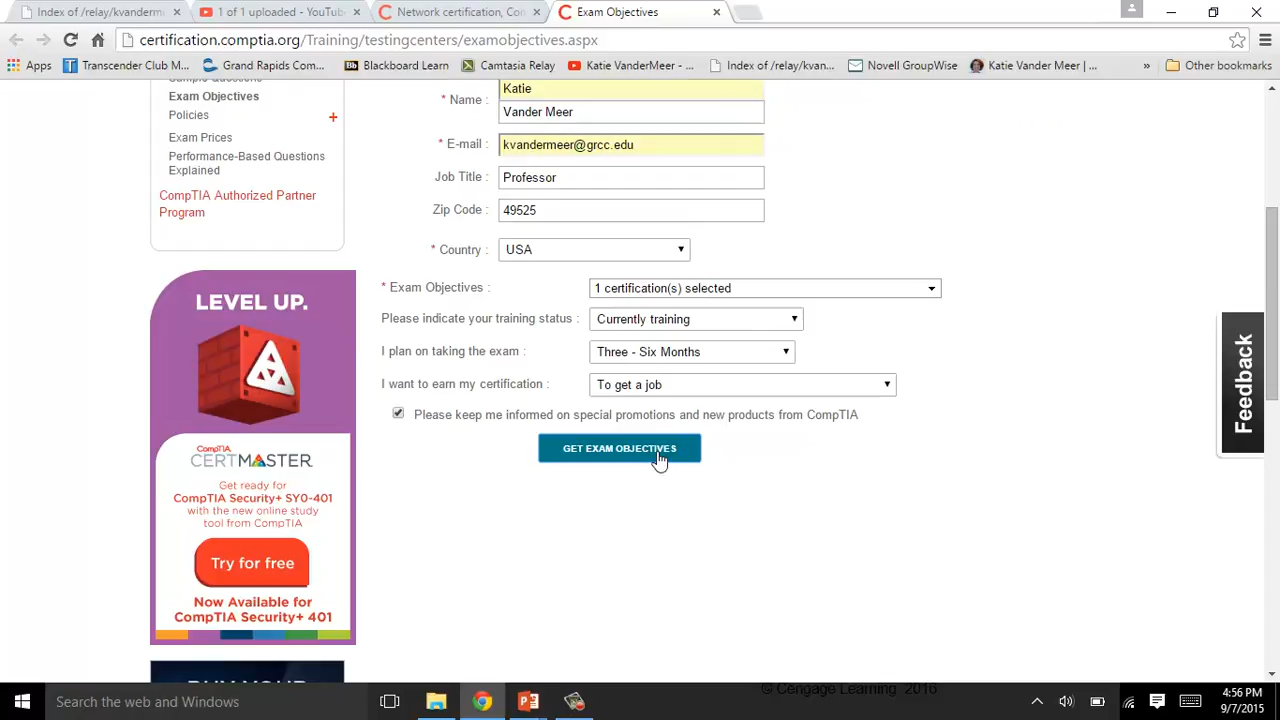 Index of /relay/kvanderme
1 of 1 uploaded - YouTub
Network certification, Com
Exam Objectives
certification.comptia.org/Training/testingcenters/examobjectives.aspx
Apps
Transcender Club M...
Grand Rapids Com...
Blackboard Learn
Camtasia Relay
Katie VanderMeer - ...
Index of /relay/kvan...
Novell GroupWise
Katie Vander Meer | ...
»
Other bookmarks
Sample Questions
Exam Objectives
Policies
+
Exam Prices
Performance-Based Questions
Explained
CompTIA Authorized Partner
Program
LEVEL UP.
CompTIA
CERTMASTER
Get ready for
CompTIA Security+ SY0-401
with the new online study
tool from CompTIA
Try for free
Now Available for
CompTIA Security+ 401
BUY YOUR
* Name :
Katie
Vander Meer
* E-mail :
kvandermeer@grcc.edu
Job Title :
Professor
Zip Code :
49525
* Country :
USA
* Exam Objectives :
1 certification(s) selected
Please indicate your training status :
Currently training
I plan on taking the exam :
Three - Six Months
I want to earn my certification :
To get a job
Please keep me informed on special promotions and new products from CompTIA
GET EXAM OBJECTIVES
Feedback
© Cengage Learning 2016
Search the web and Windows
4:56 PM
9/7/2015